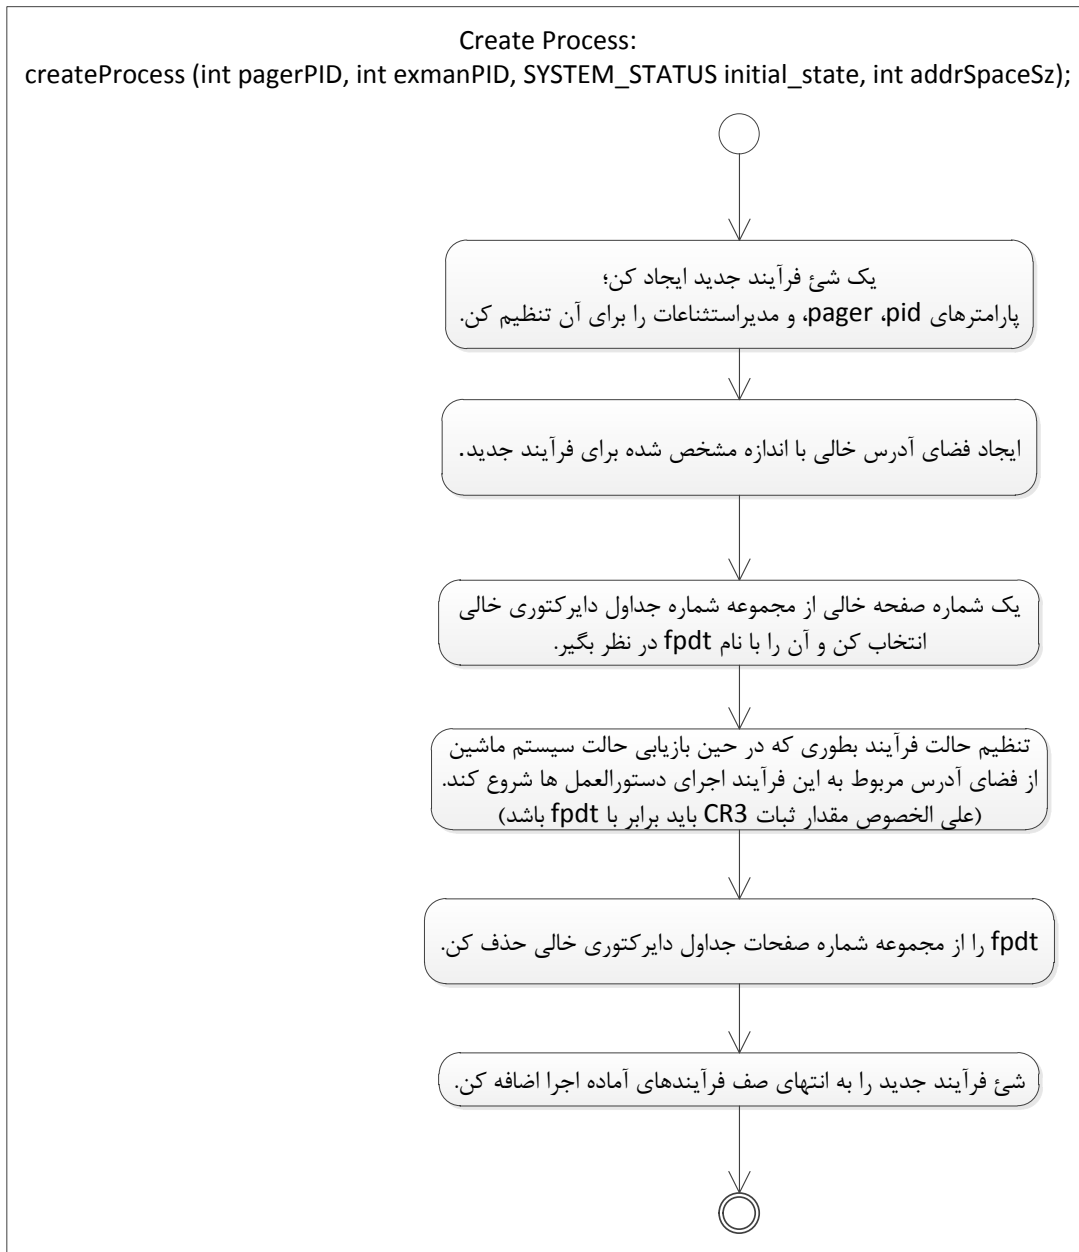 Create Process:
createProcess (int pagerPID, int exmanPID, SYSTEM_STATUS initial_state, int addrSpaceSz);
یک شئ فرآیند جدید ایجاد کن؛
پارامترهای pager ،pid، و مدیراستثناعات را برای آن تنظیم کن.
ایجاد فضای آدرس خالی با اندازه مشخص شده برای فرآیند جدید.
یک شماره صفحه خالی از مجموعه شماره جداول دایرکتوری خالی
انتخاب کن و آن را با نام fpdt در نظر بگیر.
تنظیم حالت فرآیند بطوری که در حین بازیابی حالت سیستم ماشین
از فضای آدرس مربوط به این فرآیند اجرای دستورالعمل ها شروع کند.
(علی الخصوص مقدار ثبات CR3 باید برابر با fpdt باشد)
fpdt را از مجموعه شماره صفحات جداول دایرکتوری خالی حذف کن.
شئ فرآیند جدید را به انتهای صف فرآیندهای آماده اجرا اضافه کن.